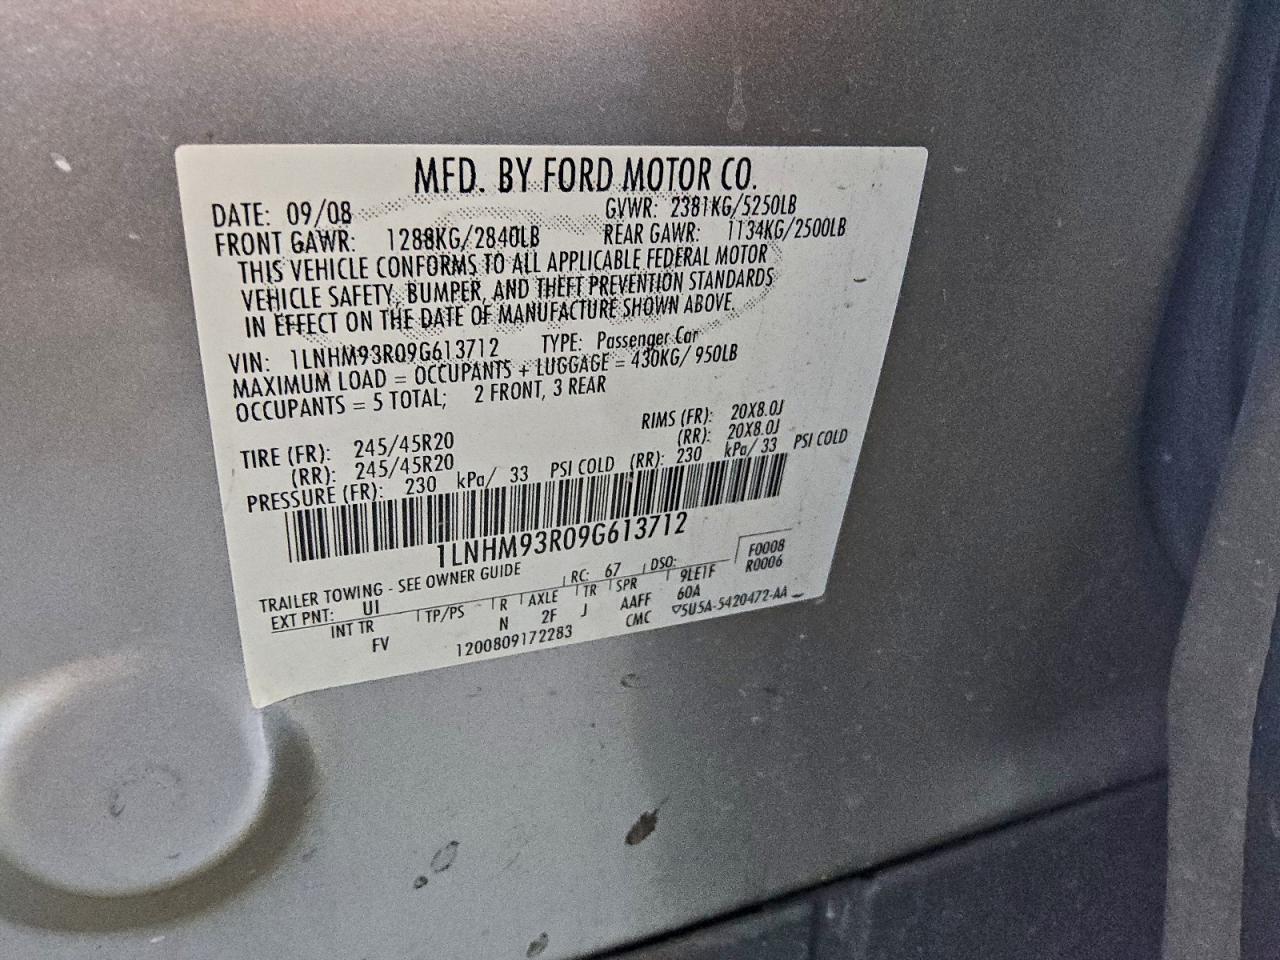 MFD. BY FORD MOTOR CO.
DATE: 09/08 GVWR: 2381KG/5250LB
FRONT GAWR: 1288KG/2840LB REAR GAWR: 1134KG/2500LB
THIS VEHICLE CONFORMS TO ALL APPLICABLE FEDERAL MOTOR
VEHICLE SAFETY, BUMPER, AND THEFT PREVENTION STANDARDS
IN EFFECT ON THE DATE OF MANUFACTURE SHOWN ABOVE.
VIN: 1LNHM93R09G613712 TYPE: Passenger Car
MAXIMUM LOAD = OCCUPANTS + LUGGAGE = 430KG/ 950LB
OCCUPANTS = 5 TOTAL; 2 FRONT, 3 REAR
TIRE (FR): 245/45R20 RIMS (FR): 20X8.0J
(RR): 245/45R20 (RR): 20X8.0J
PRESSURE (FR): 230 kPa/ 33 PSI COLD (RR): 230 kPa/ 33 PSI COLD
1LNHM93R09G613712
TRAILER TOWING - SEE OWNER GUIDE RC: 67 DSO: F0008
EXT PNT: UI R0006
INT TR TP/PS R AXLE TR SPR 9LE1F
FV N 2F J AAFF 60A
1200809172283 CMC ▽5U5A-5420472-AA